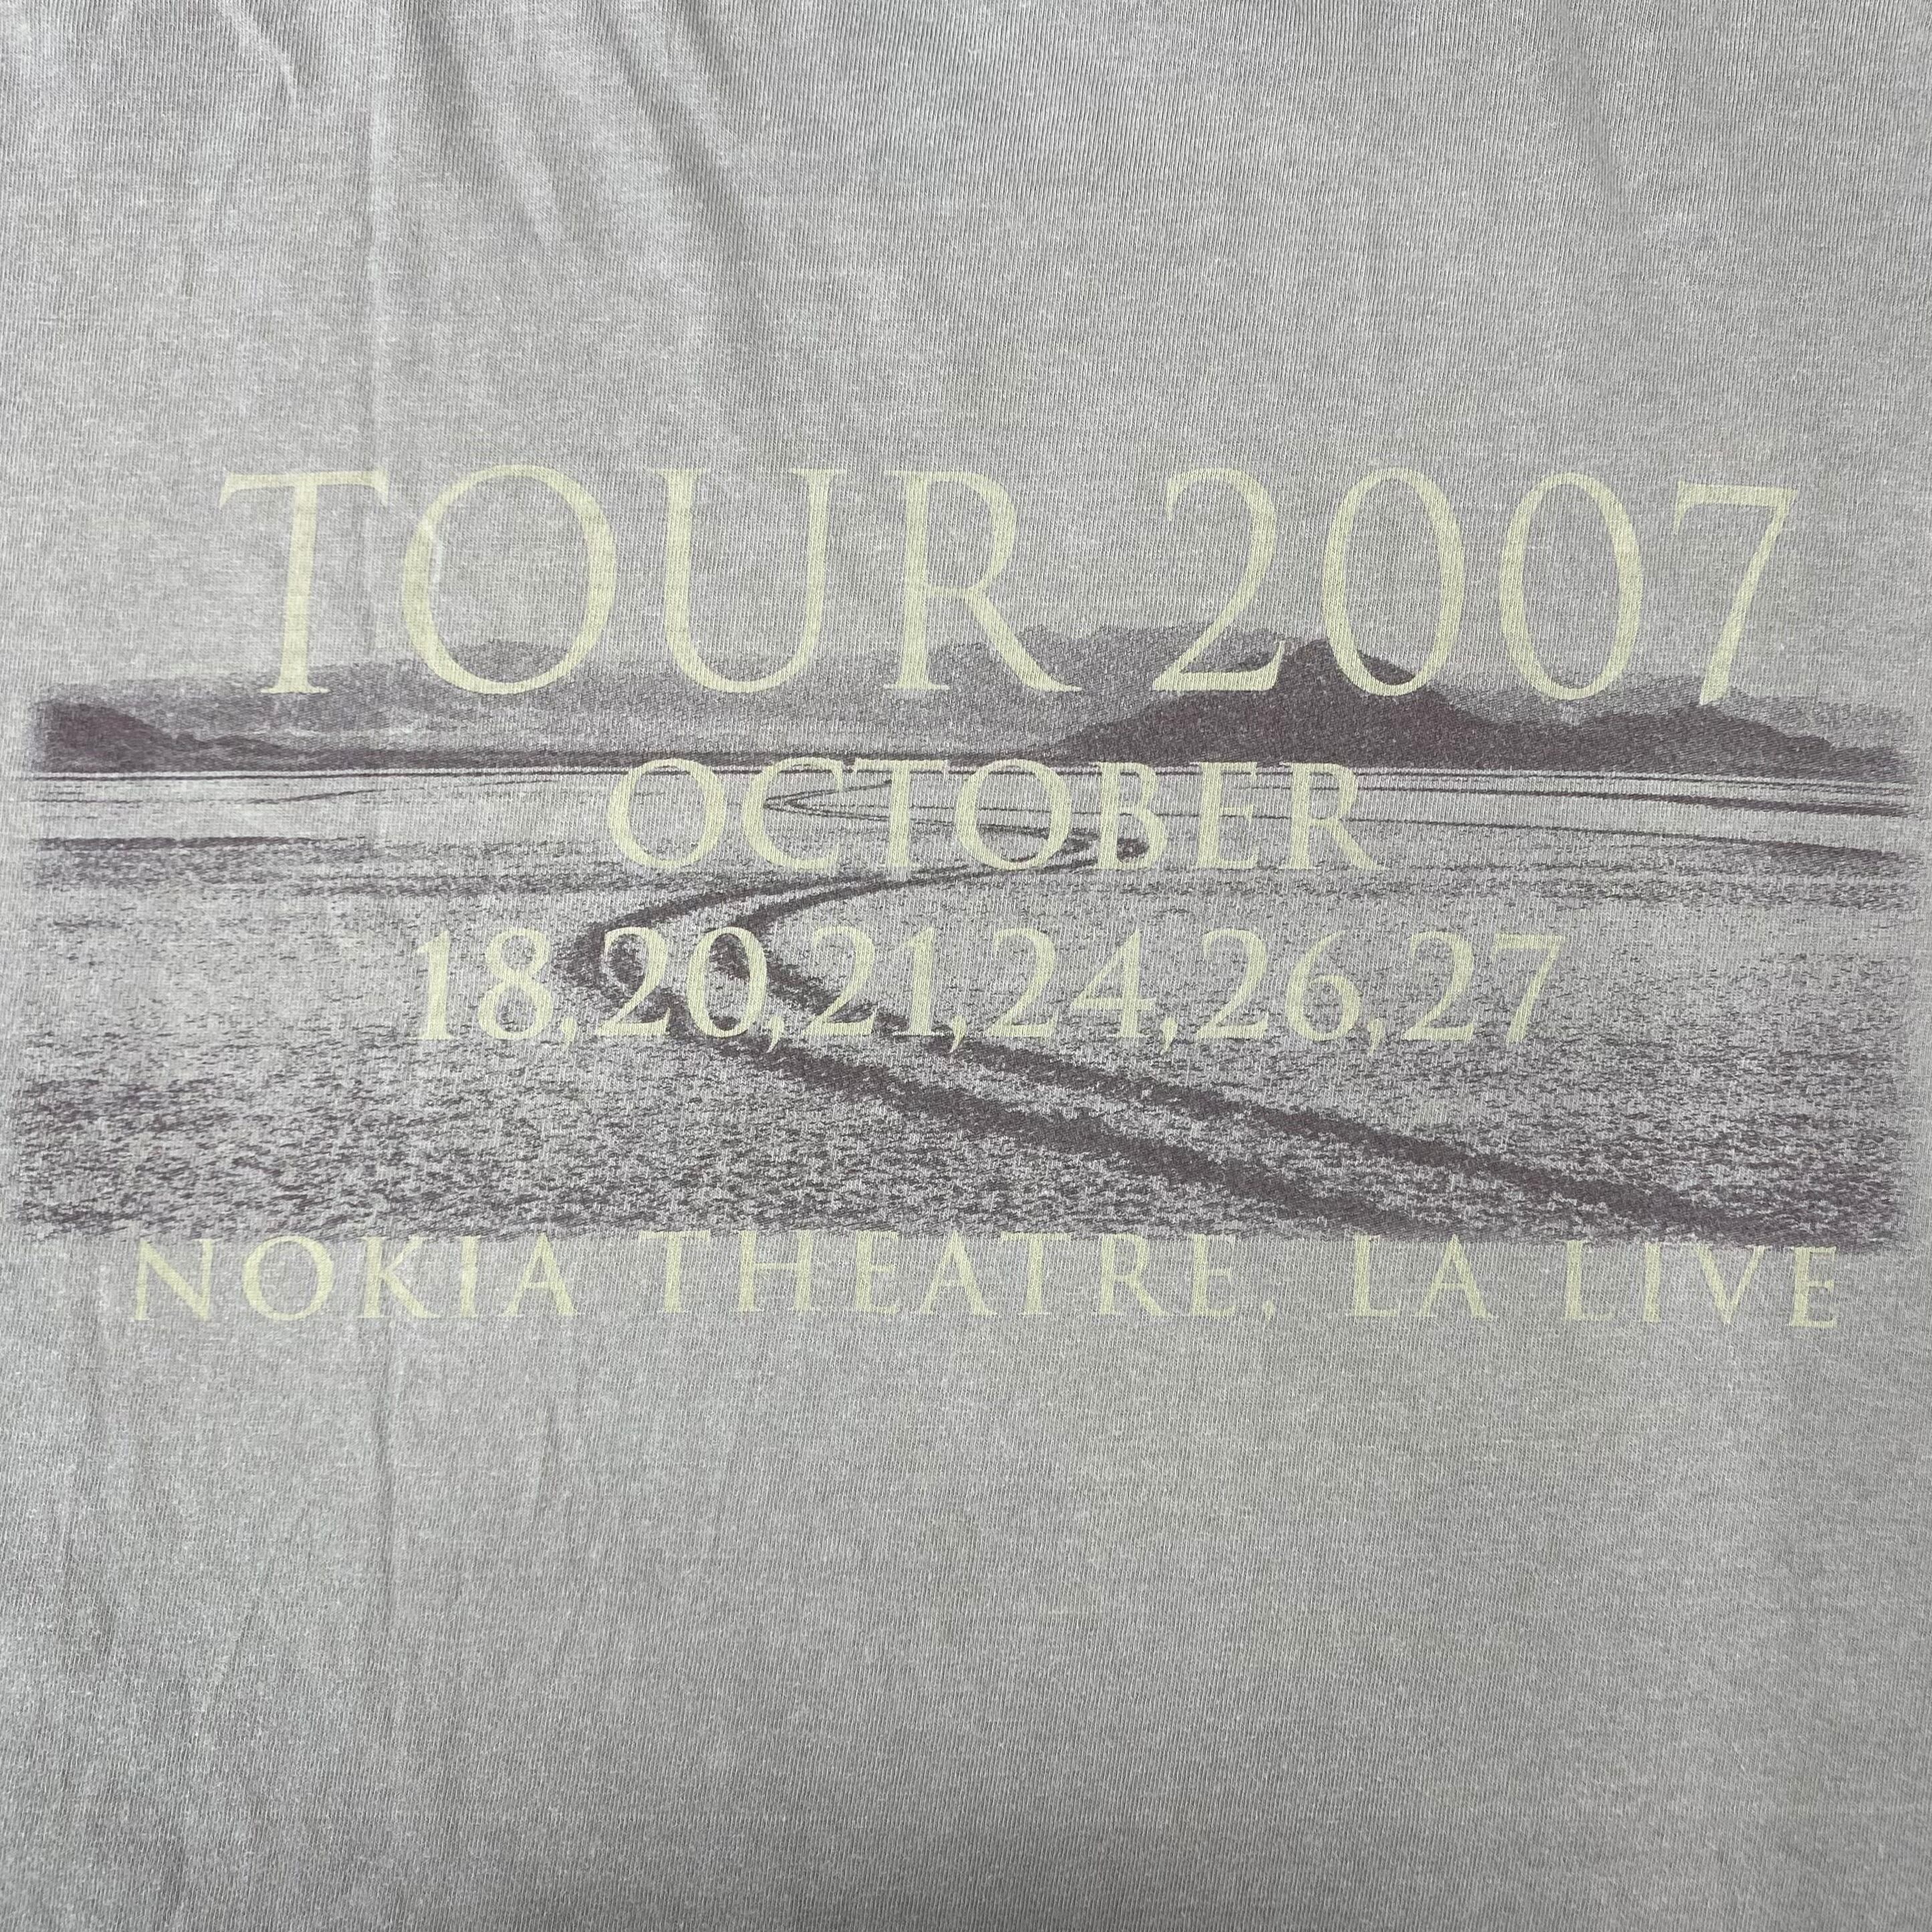 TOUR 2007
OCTOBER
18,20,21,24,26,27
NOKIA THEATRE, LA LIVE